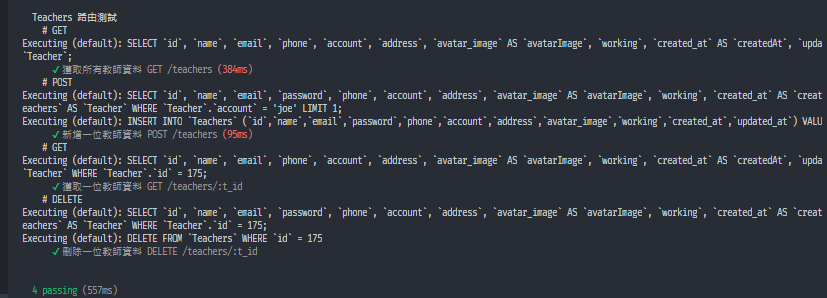 Teachers 路由測試
# GET
Executing (default): SELECT `id`, `name`, `email`, `phone`, `account`, `address`, `avatar_image` AS `avatarImage`, `working`, `created_at` AS `createdAt`, `upda
`Teacher`;
✓ 獲取所有教師資料 GET /teachers (384ms)
# POST
Executing (default): SELECT `id`, `name`, `email`, `password`, `phone`, `account`, `address`, `avatar_image` AS `avatarImage`, `working`, `created_at` AS `creat
eachers` AS `Teacher` WHERE `Teacher`.`account` = 'joe' LIMIT 1;
Executing (default): INSERT INTO `Teachers` (`id`,`name`,`email`,`password`,`phone`,`account`,`address`,`avatar_image`,`working`,`created_at`,`updated_at`) VALU
✓ 新增一位教師資料 POST /teachers (95ms)
# GET
Executing (default): SELECT `id`, `name`, `email`, `phone`, `account`, `address`, `avatar_image` AS `avatarImage`, `working`, `created_at` AS `createdAt`, `upda
`Teacher` WHERE `Teacher`.`id` = 175;
✓ 獲取一位教師資料 GET /teachers/:t_id
# DELETE
Executing (default): SELECT `id`, `name`, `email`, `password`, `phone`, `account`, `address`, `avatar_image` AS `avatarImage`, `working`, `created_at` AS `creat
eachers` AS `Teacher` WHERE `Teacher`.`id` = 175;
Executing (default): DELETE FROM `Teachers` WHERE `id` = 175
✓ 刪除一位教師資料 DELETE /teachers/:t_id
4 passing (557ms)